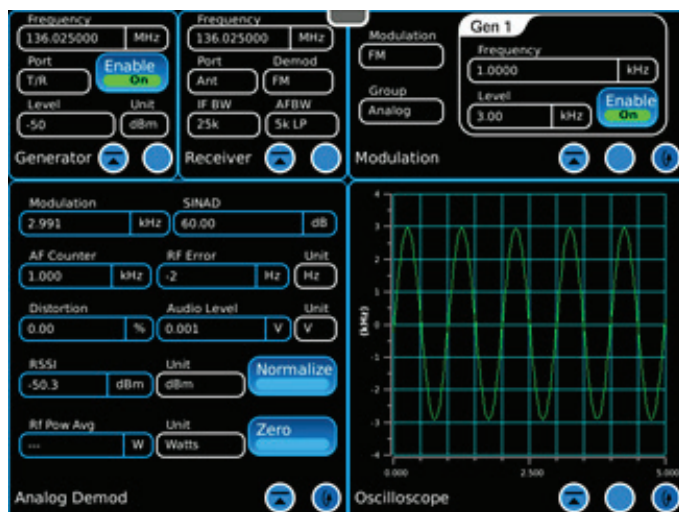 Frequency
136.025000 MHz
Port
Enable
On
T/R
Level Unit
-50 dBm
Generator
Frequency
136.025000 MHz
Port Demod
Ant FM
IF BW AFBW
25k 5k LP
Receiver
Modulation
FM
Group
Analog
Gen 1
Frequency
1.0000 kHz
Level
3.00 kHz
Enable
On
Modulation
Modulation SINAD
2.991 kHz 60.00 dB
AF Counter RF Error Unit
1.000 kHz -2 Hz Hz
Distortion Audio Level Unit
0.00 % 0.001 V V
RSSI Unit
-50.3 dBm dBm
Normalize
Rf Pow Avg Unit
--- W Watts
Zero
Analog Demod
4
3
2
1
0
-1
-2
-3
-4
(kHz)
0.000 2.500 5.000
Oscilloscope